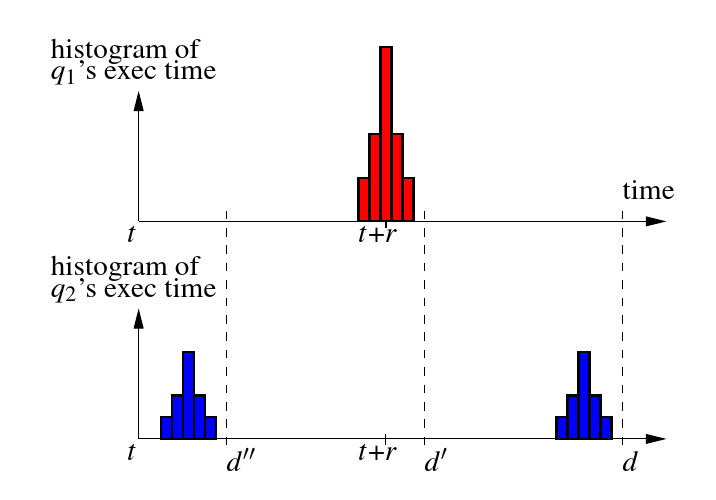 histogram of
q₁'s exec time
time
t t+r
histogram of
q₂'s exec time
t d″ t+r d′ d